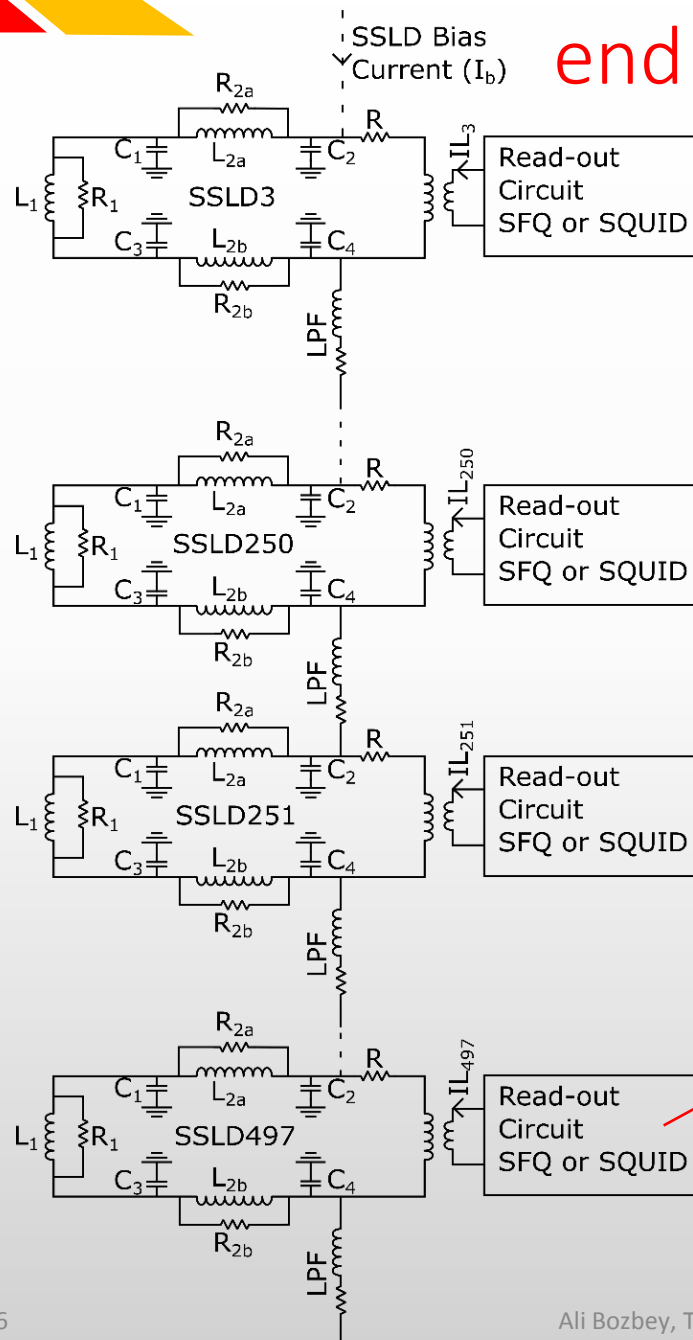 SSLD Bias
Current (I_b)
end
R_2a
C_1 L_2a C_2 R
L_1 R_1 SSLD3
C_3 L_2b C_4
R_2b
IL_3
Read-out
Circuit
SFQ or SQUID
LPF
R_2a
C_1 L_2a C_2 R
L_1 R_1 SSLD250
C_3 L_2b C_4
R_2b
IL_250
Read-out
Circuit
SFQ or SQUID
LPF
R_2a
C_1 L_2a C_2 R
L_1 R_1 SSLD251
C_3 L_2b C_4
R_2b
IL_251
Read-out
Circuit
SFQ or SQUID
LPF
R_2a
C_1 L_2a C_2 R
L_1 R_1 SSLD497
C_3 L_2b C_4
R_2b
IL_497
Read-out
Circuit
SFQ or SQUID
LPF
6
Ali Bozbey, T